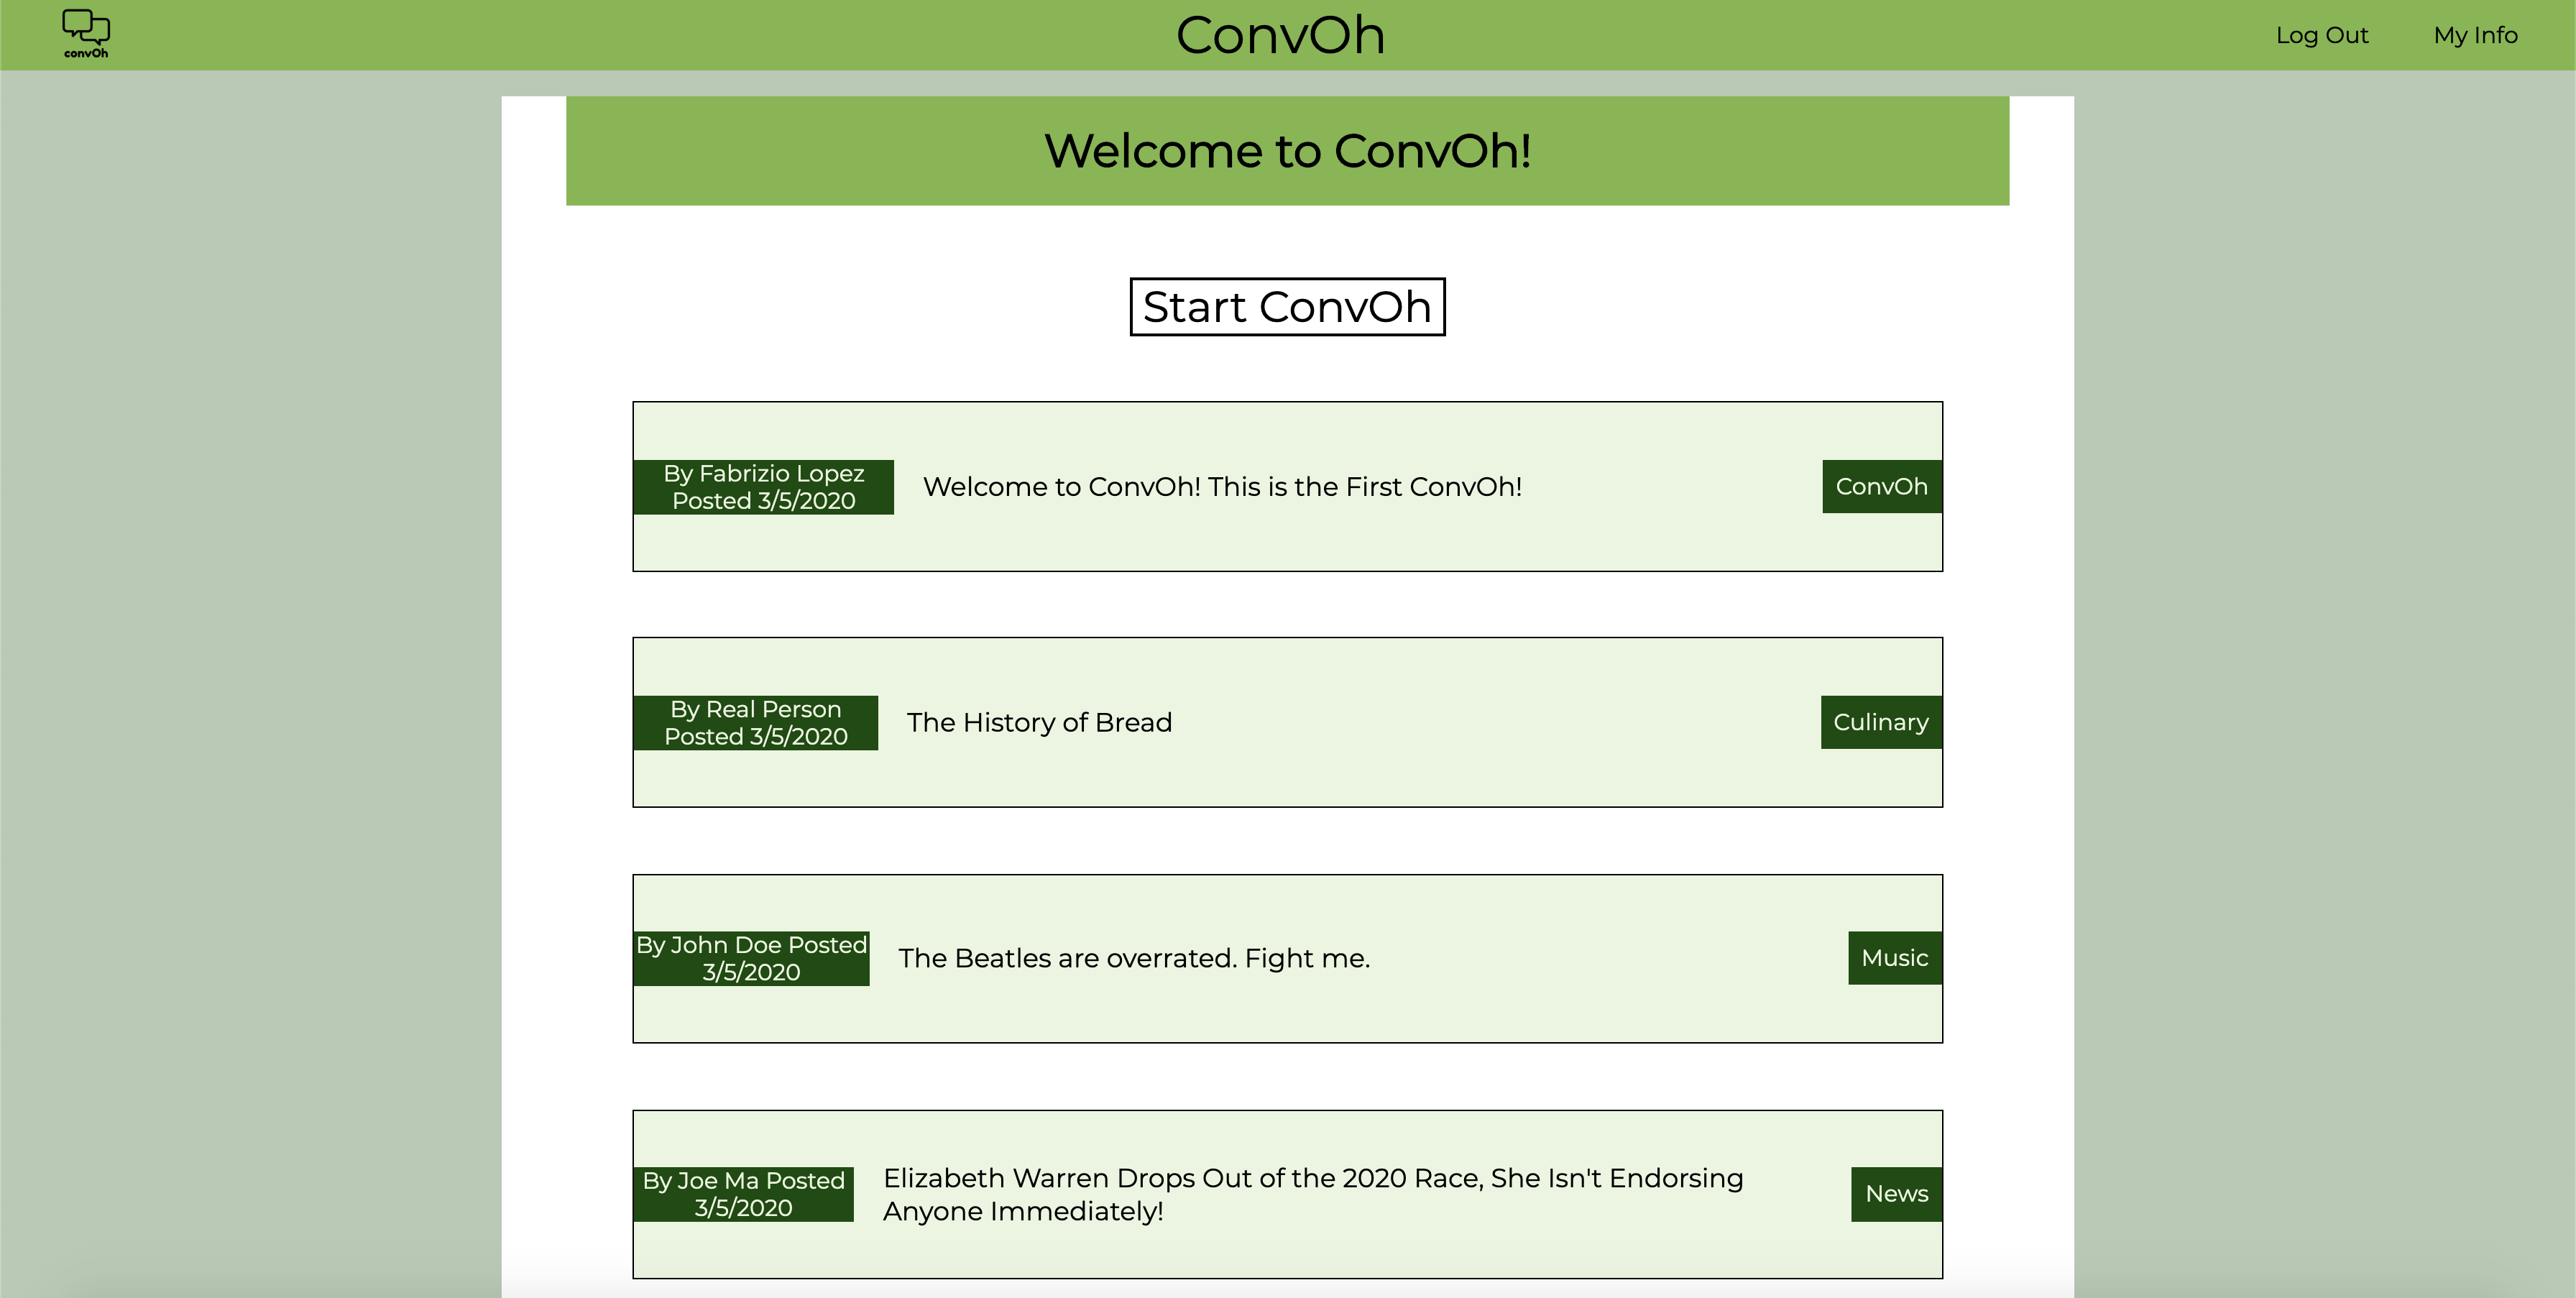 convOh
ConvOh
Log Out
My Info
Welcome to ConvOh!
Start ConvOh
By Fabrizio Lopez
Posted 3/5/2020
Welcome to ConvOh! This is the First ConvOh!
ConvOh
By Real Person
Posted 3/5/2020
The History of Bread
Culinary
By John Doe Posted
3/5/2020
The Beatles are overrated. Fight me.
Music
By Joe Ma Posted
3/5/2020
Elizabeth Warren Drops Out of the 2020 Race, She Isn't Endorsing
Anyone Immediately!
News